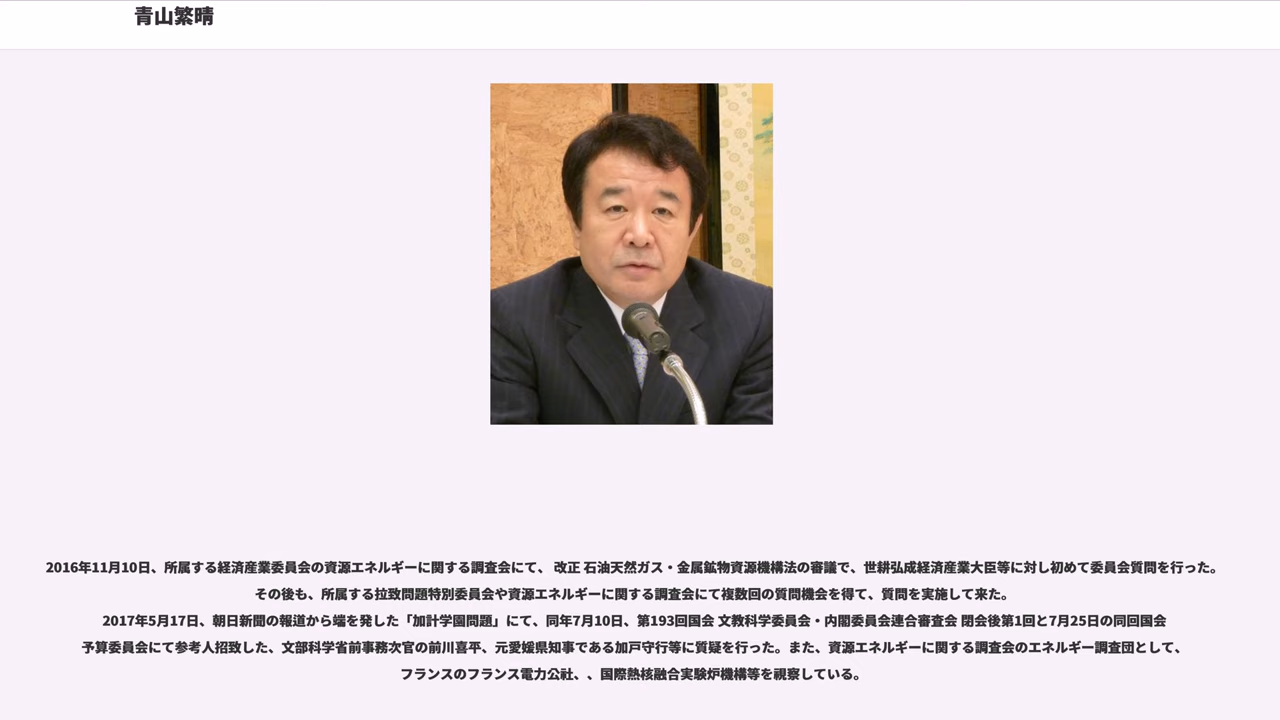 青山繁晴
2016年11月10日、所属する経済産業委員会の資源エネルギーに関する調査会にて、 改正 石油天然ガス・金属鉱物資源機構法の審議で、世耕弘成経済産業大臣等に対し初めて委員会質問を行った。
その後も、所属する拉致問題特別委員会や資源エネルギーに関する調査会にて複数回の質問機会を得て、質問を実施して来た。
2017年5月17日、朝日新聞の報道から端を発した「加計学園問題」にて、同年7月10日、第193回国会 文教科学委員会・内閣委員会連合審査会 閉会後第1回と7月25日の同回国会
予算委員会にて参考人招致した、文部科学省前事務次官の前川喜平、元愛媛県知事である加戸守行等に質疑を行った。また、資源エネルギーに関する調査会のエネルギー調査団として、
フランスのフランス電力公社、、国際熱核融合実験炉機構等を視察している。